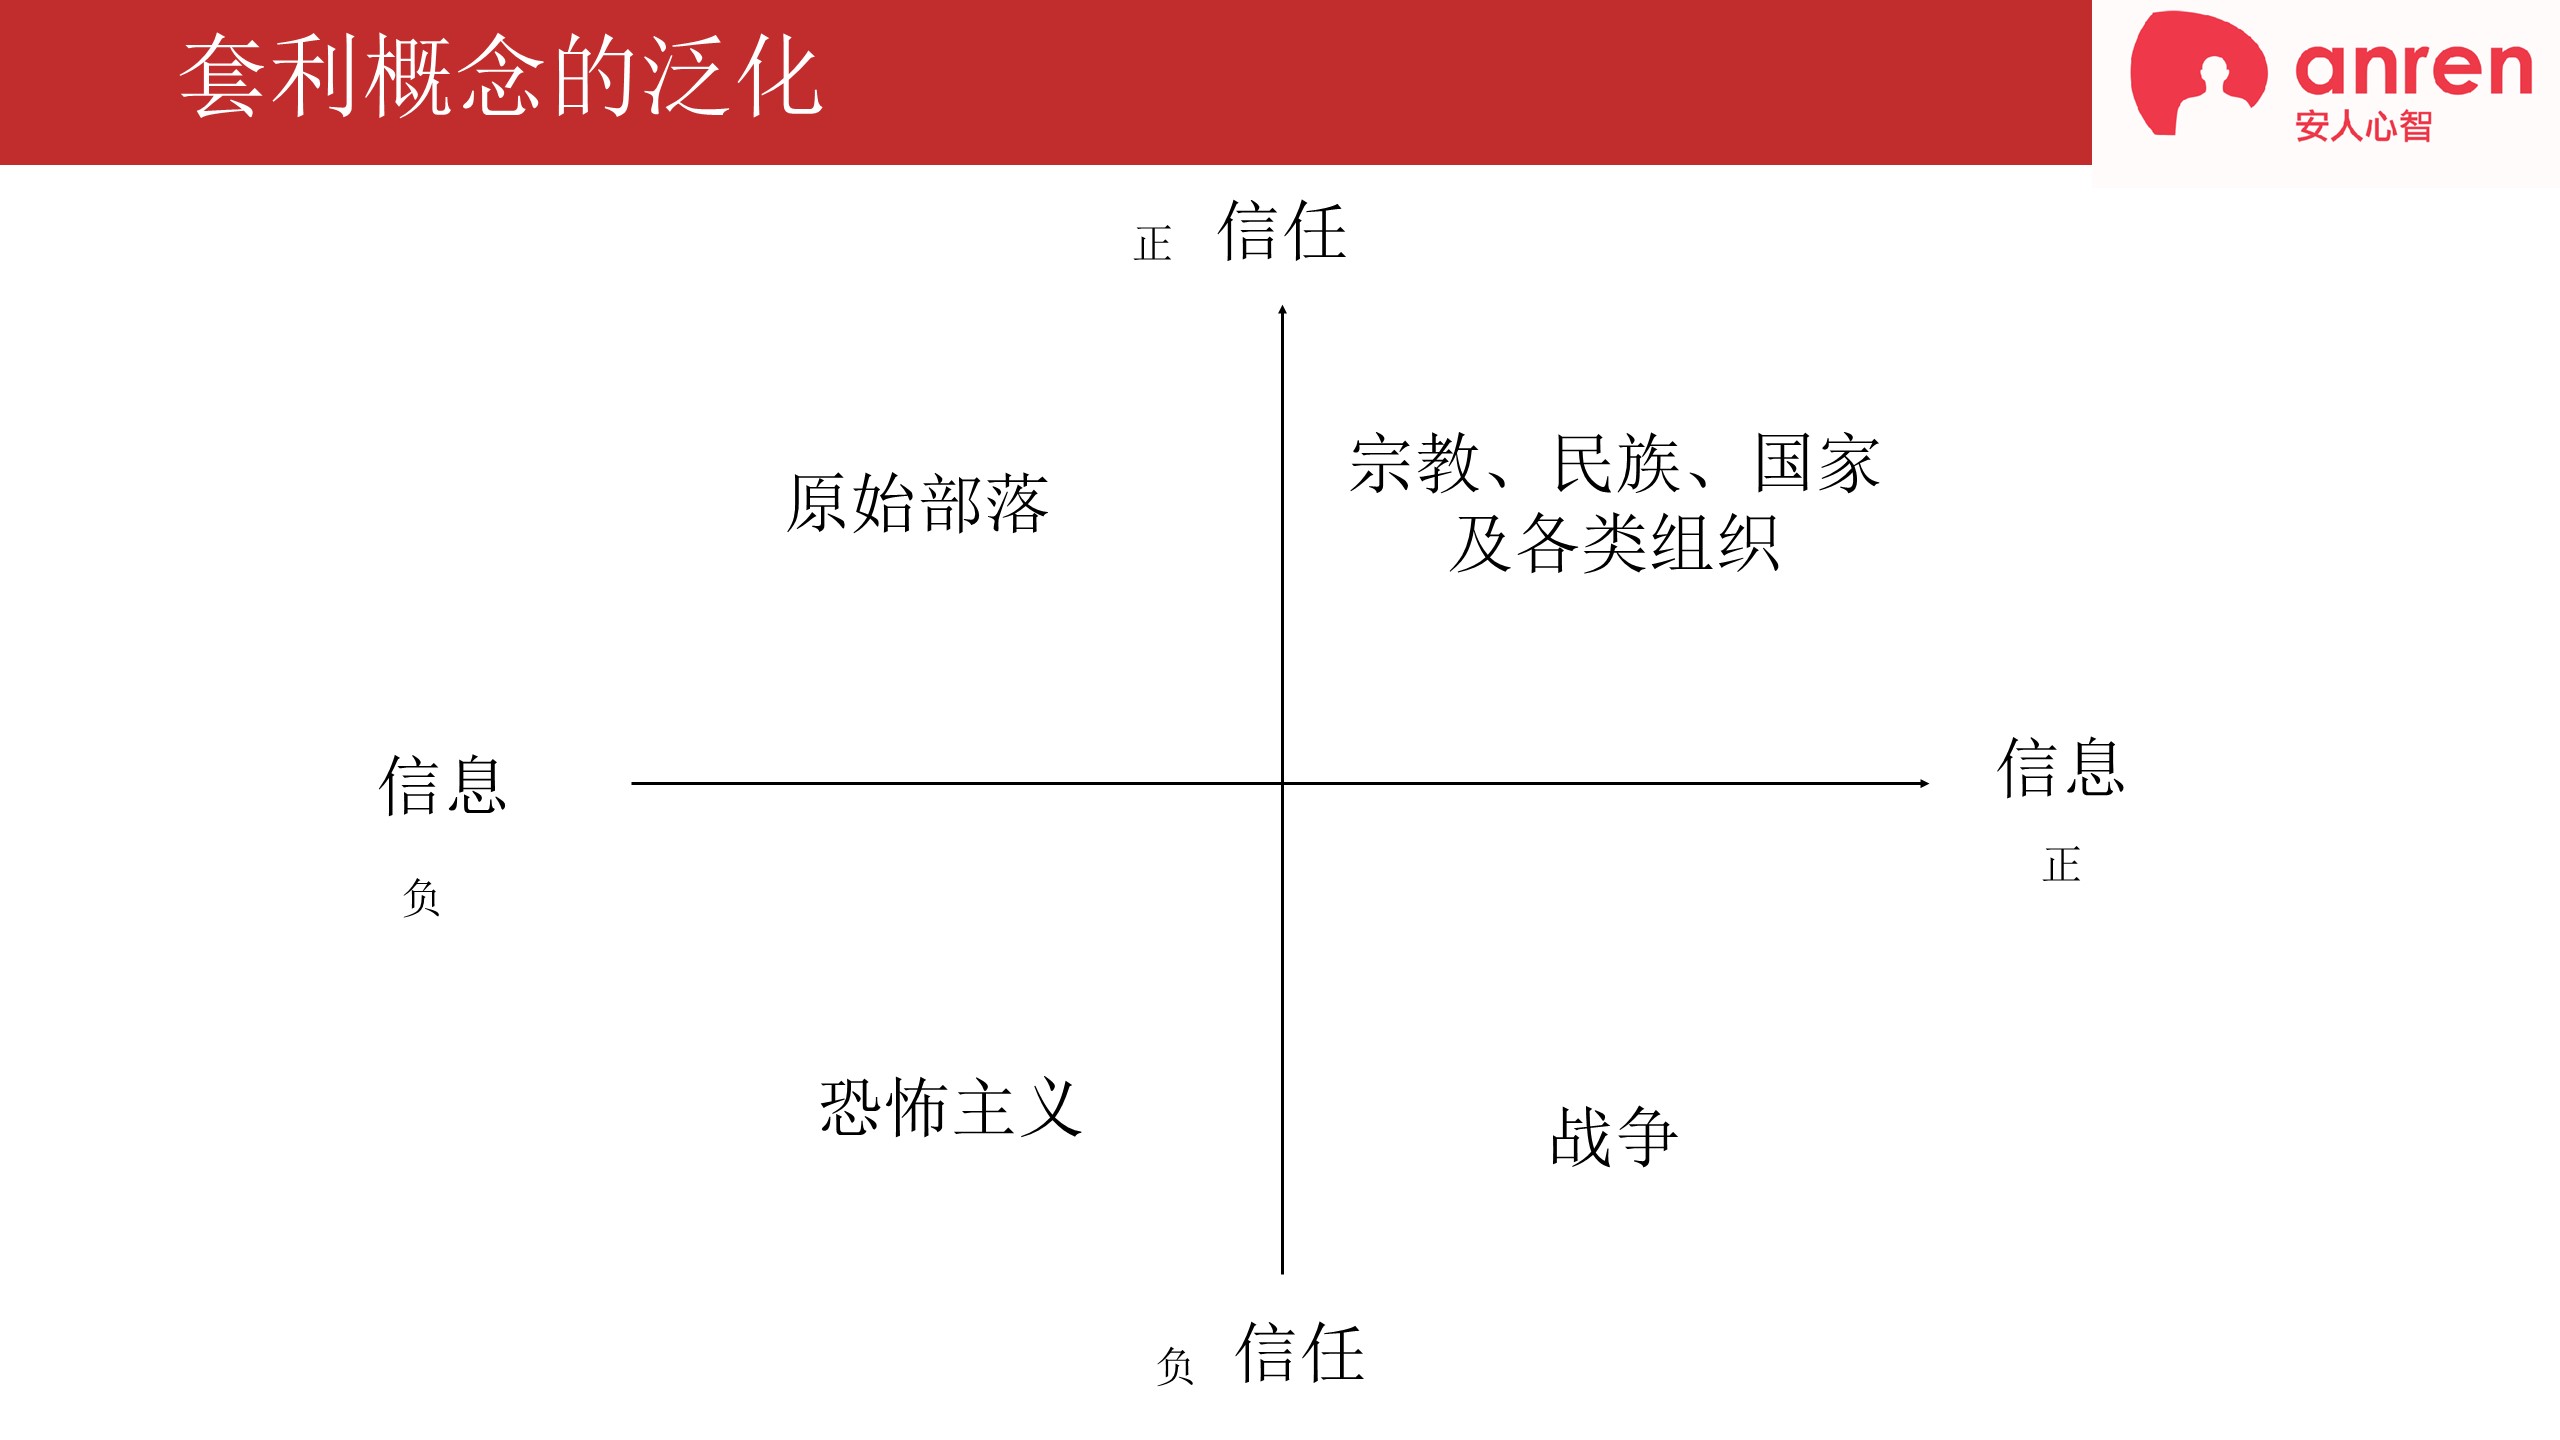 套利概念的泛化
anren
安人心智
正 信任
宗教、民族、国家
及各类组织
原始部落
信息
负
信息
正
恐怖主义
战争
负 信任